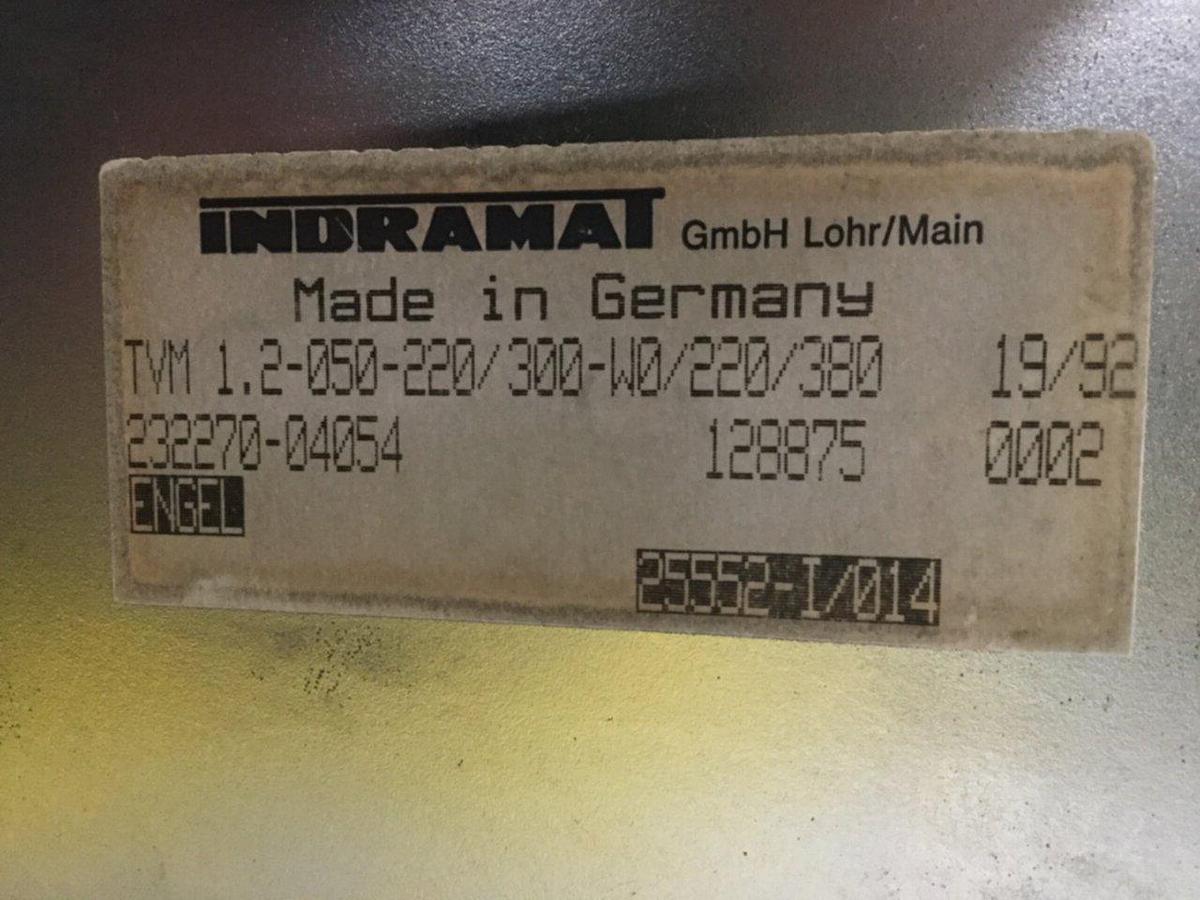 INDRAMAT GmbH Lohr/Main
Made in Germany
TVM 1.2-050-220/300-W0/220/380 19/92
232270-04054 128875 0002
ENGEL
25552-I/014